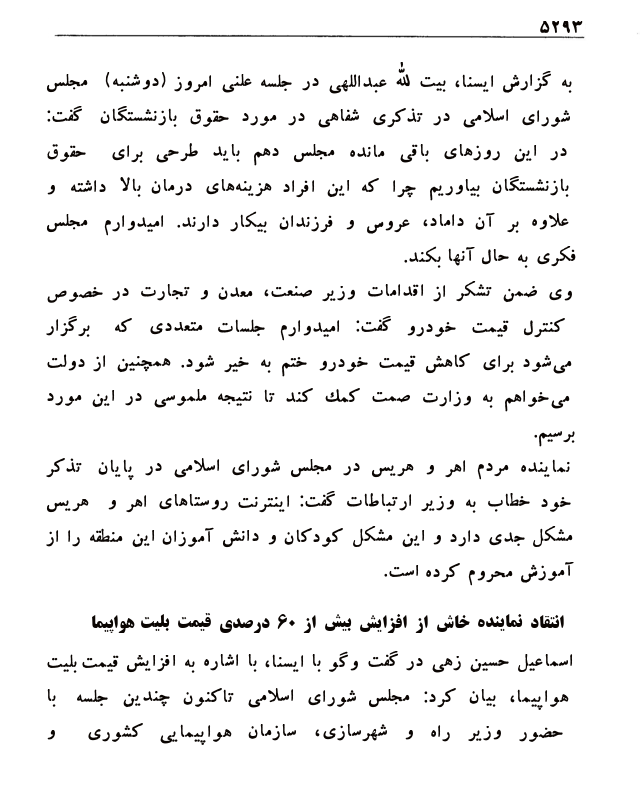 ۵۲۹۳
به گزارش ایسنا، بیت الله عبداللهی در جلسه علنی امروز (دوشنبه) مجلس
شورای اسلامی در تذکری شفاهی در مورد حقوق بازنشستگان گفت:
در این روزهای باقی مانده مجلس دهم باید طرحی برای حقوق
بازنشستگان بیاوریم چرا که این افراد هزینه‌های درمان بالا داشته و
علاوه بر آن داماد، عروس و فرزندان بیکار دارند. امیدوارم مجلس
فکری به حال آنها بکند.
وی ضمن تشکر از اقدامات وزیر صنعت، معدن و تجارت در خصوص
کنترل قیمت خودرو گفت: امیدوارم جلسات متعددی که برگزار
می‌شود برای کاهش قیمت خودرو ختم به خیر شود. همچنین از دولت
می‌خواهم به وزارت صمت کمك کند تا نتیجه ملموسی در این مورد
برسیم.
نماینده مردم اهر و هریس در مجلس شورای اسلامی در پایان تذکر
خود خطاب به وزیر ارتباطات گفت: اینترنت روستاهای اهر و هریس
مشکل جدی دارد و این مشکل کودکان و دانش آموزان این منطقه را از
آموزش محروم کرده است.
انتقاد نماینده خاش از افزایش بیش از ۶۰ درصدی قیمت بلیت هواپیما
اسماعیل حسین زهی در گفت وگو با ایسنا، با اشاره به افزایش قیمت بلیت
هواپیما، بیان کرد: مجلس شورای اسلامی تاکنون چندین جلسه با
حضور وزیر راه و شهرسازی، سازمان هواپیمایی کشوری و